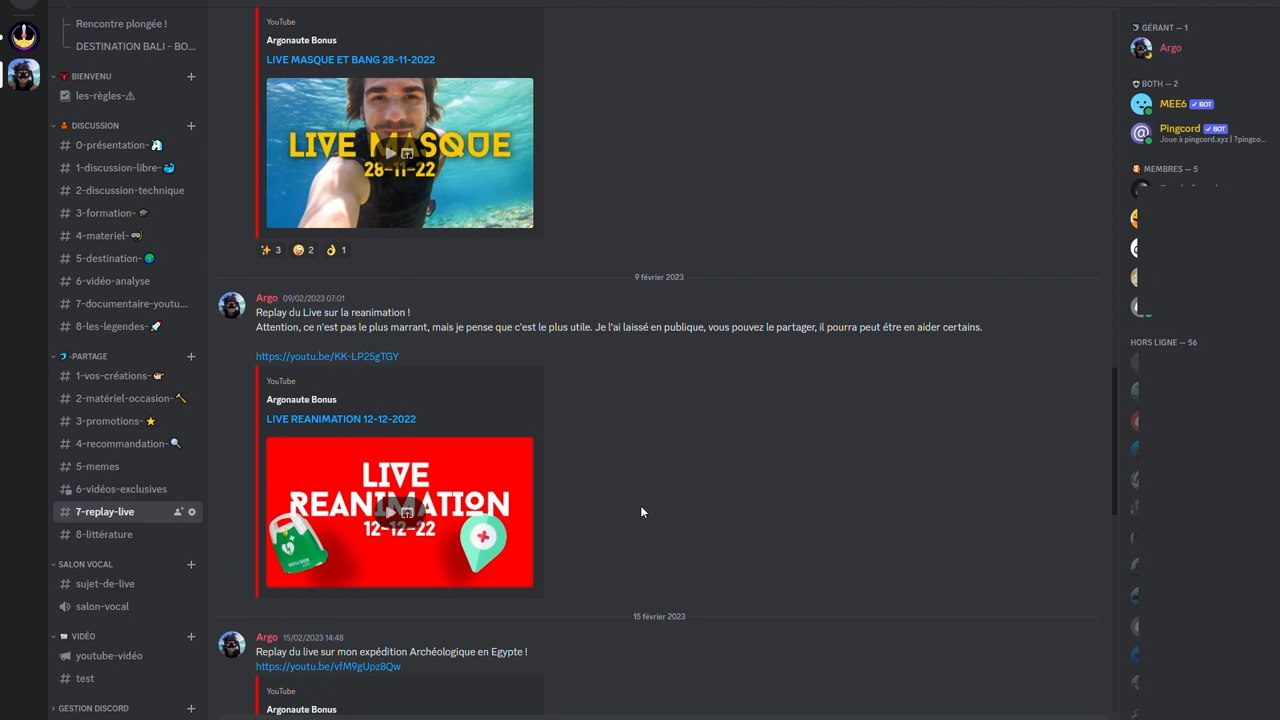 Rencontre plongée !
DESTINATION BALI - BO...
BIENVENU
les-règles-⚠
DISCUSSION
0-présentation-
1-discussion-libre-
2-discussion-technique
3-formation-
4-materiel-
5-destination-
6-vidéo-analyse
7-documentaire-youtu...
8-les-legendes-
-PARTAGE
1-vos-créations-
2-matériel-occasion-
3-promotions-
4-recommandation-
5-memes
6-vidéos-exclusives
7-replay-live
8-littérature
SALON VOCAL
sujet-de-live
salon-vocal
VIDÉO
youtube-vidéo
test
GESTION DISCORD
YouTube
Argonaute Bonus
LIVE MASQUE ET BANG 28-11-2022
LIVE MASQUE
28-11-22
3 2 1
9 février 2023
Argo 09/02/2023 07:01
Replay du Live sur la reanimation !
Attention, ce n'est pas le plus marrant, mais je pense que c'est le plus utile. Je l'ai laissé en publique, vous pouvez le partager, il pourra peut étre en aider certains.
https://youtu.be/KK-LP25gTGY
YouTube
Argonaute Bonus
LIVE REANIMATION 12-12-2022
LIVE
REANIMATION
12-12-22
15 février 2023
Argo 15/02/2023 14:48
Replay du live sur mon expédition Archéologique en Egypte !
https://youtu.be/vfM9gUpz8Qw
YouTube
Argonaute Bonus
GÉRANT — 1
Argo
BOTH — 2
MEE6 ✓ BOT
Pingcord ✓ BOT
Joue à pingcord.xyz | ?pingco...
MEMBRES — 5
HORS LIGNE — 56